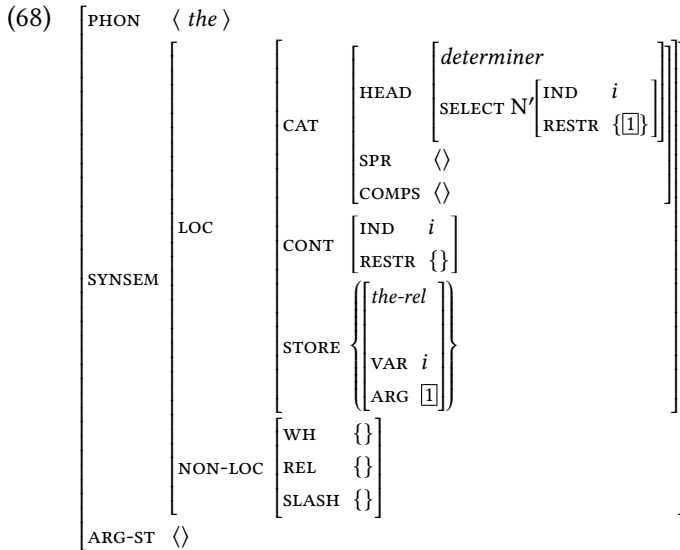 (68) PHON ⟨ the ⟩
determiner
HEAD
SELECT N′ IND i
RESTR {1}
CAT
SPR ⟨⟩
COMPS ⟨⟩
LOC
CONT IND i
RESTR {}
SYNSEM
the-rel
STORE
VAR i
ARG 1
WH {}
NON-LOC REL {}
SLASH {}
ARG-ST ⟨⟩